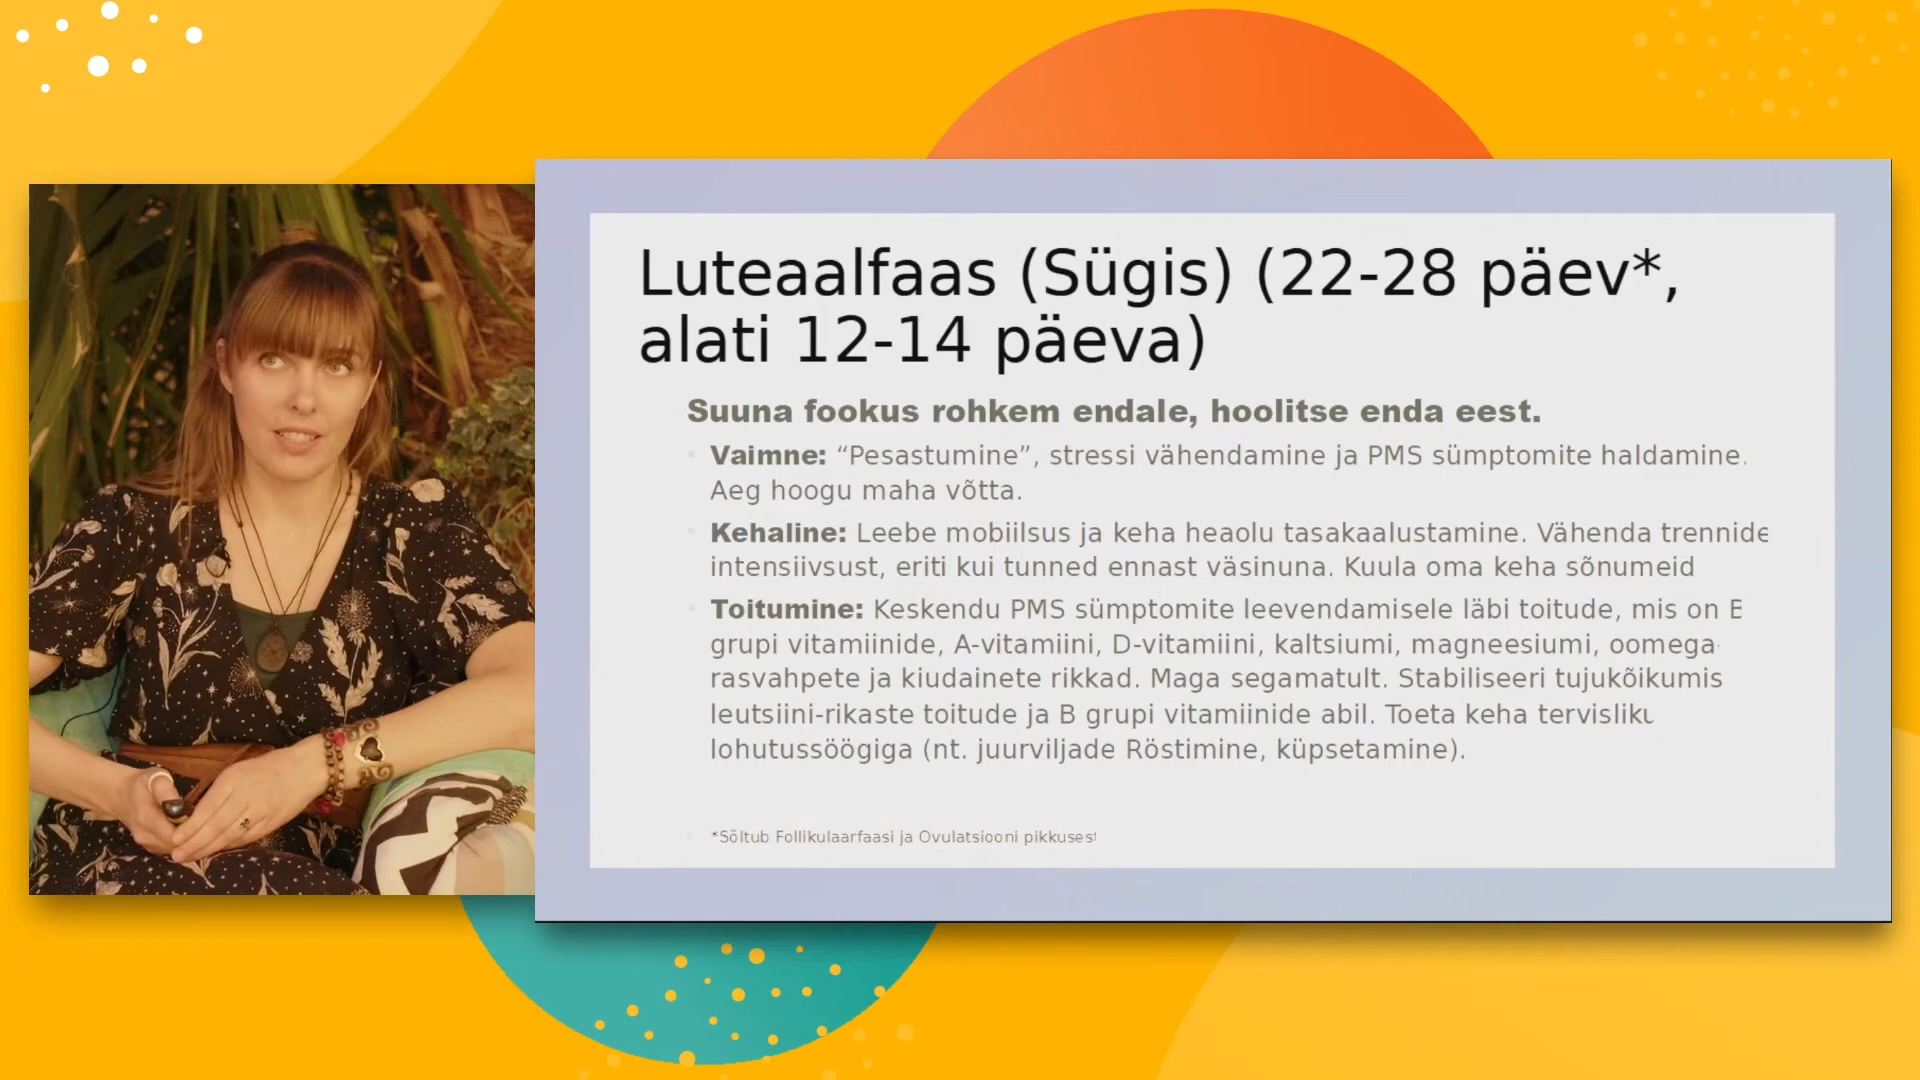 Luteaalfaas (Sügis) (22-28 päev*,
alati 12-14 päeva)
Suuna fookus rohkem endale, hoolitse enda eest.
Vaimne: “Pesastumine”, stressi vähendamine ja PMS sümptomite haldamine.
Aeg hoogu maha võtta.
Kehaline: Leebe mobiilsus ja keha heaolu tasakaalustamine. Vähenda trennide
intensiivsust, eriti kui tunned ennast väsinuna. Kuula oma keha sõnumeid
Toitumine: Keskendu PMS sümptomite leevendamisele läbi toitude, mis on
grupi vitamiinide, A-vitamiini, D-vitamiini, kaltsiumi, magneesiumi, oomega-
rasvahpete ja kiudainete rikkad. Maga segamatult. Stabiliseeri tujukõikumis
leutsiini-rikaste toitude ja B grupi vitamiinide abil. Toeta keha tervisliku
lohutussöögiga (nt. juurviljade Röstimine, küpsetamine).
*Sõltub Follikulaarfaasi ja Ovulatsiooni pikkusest